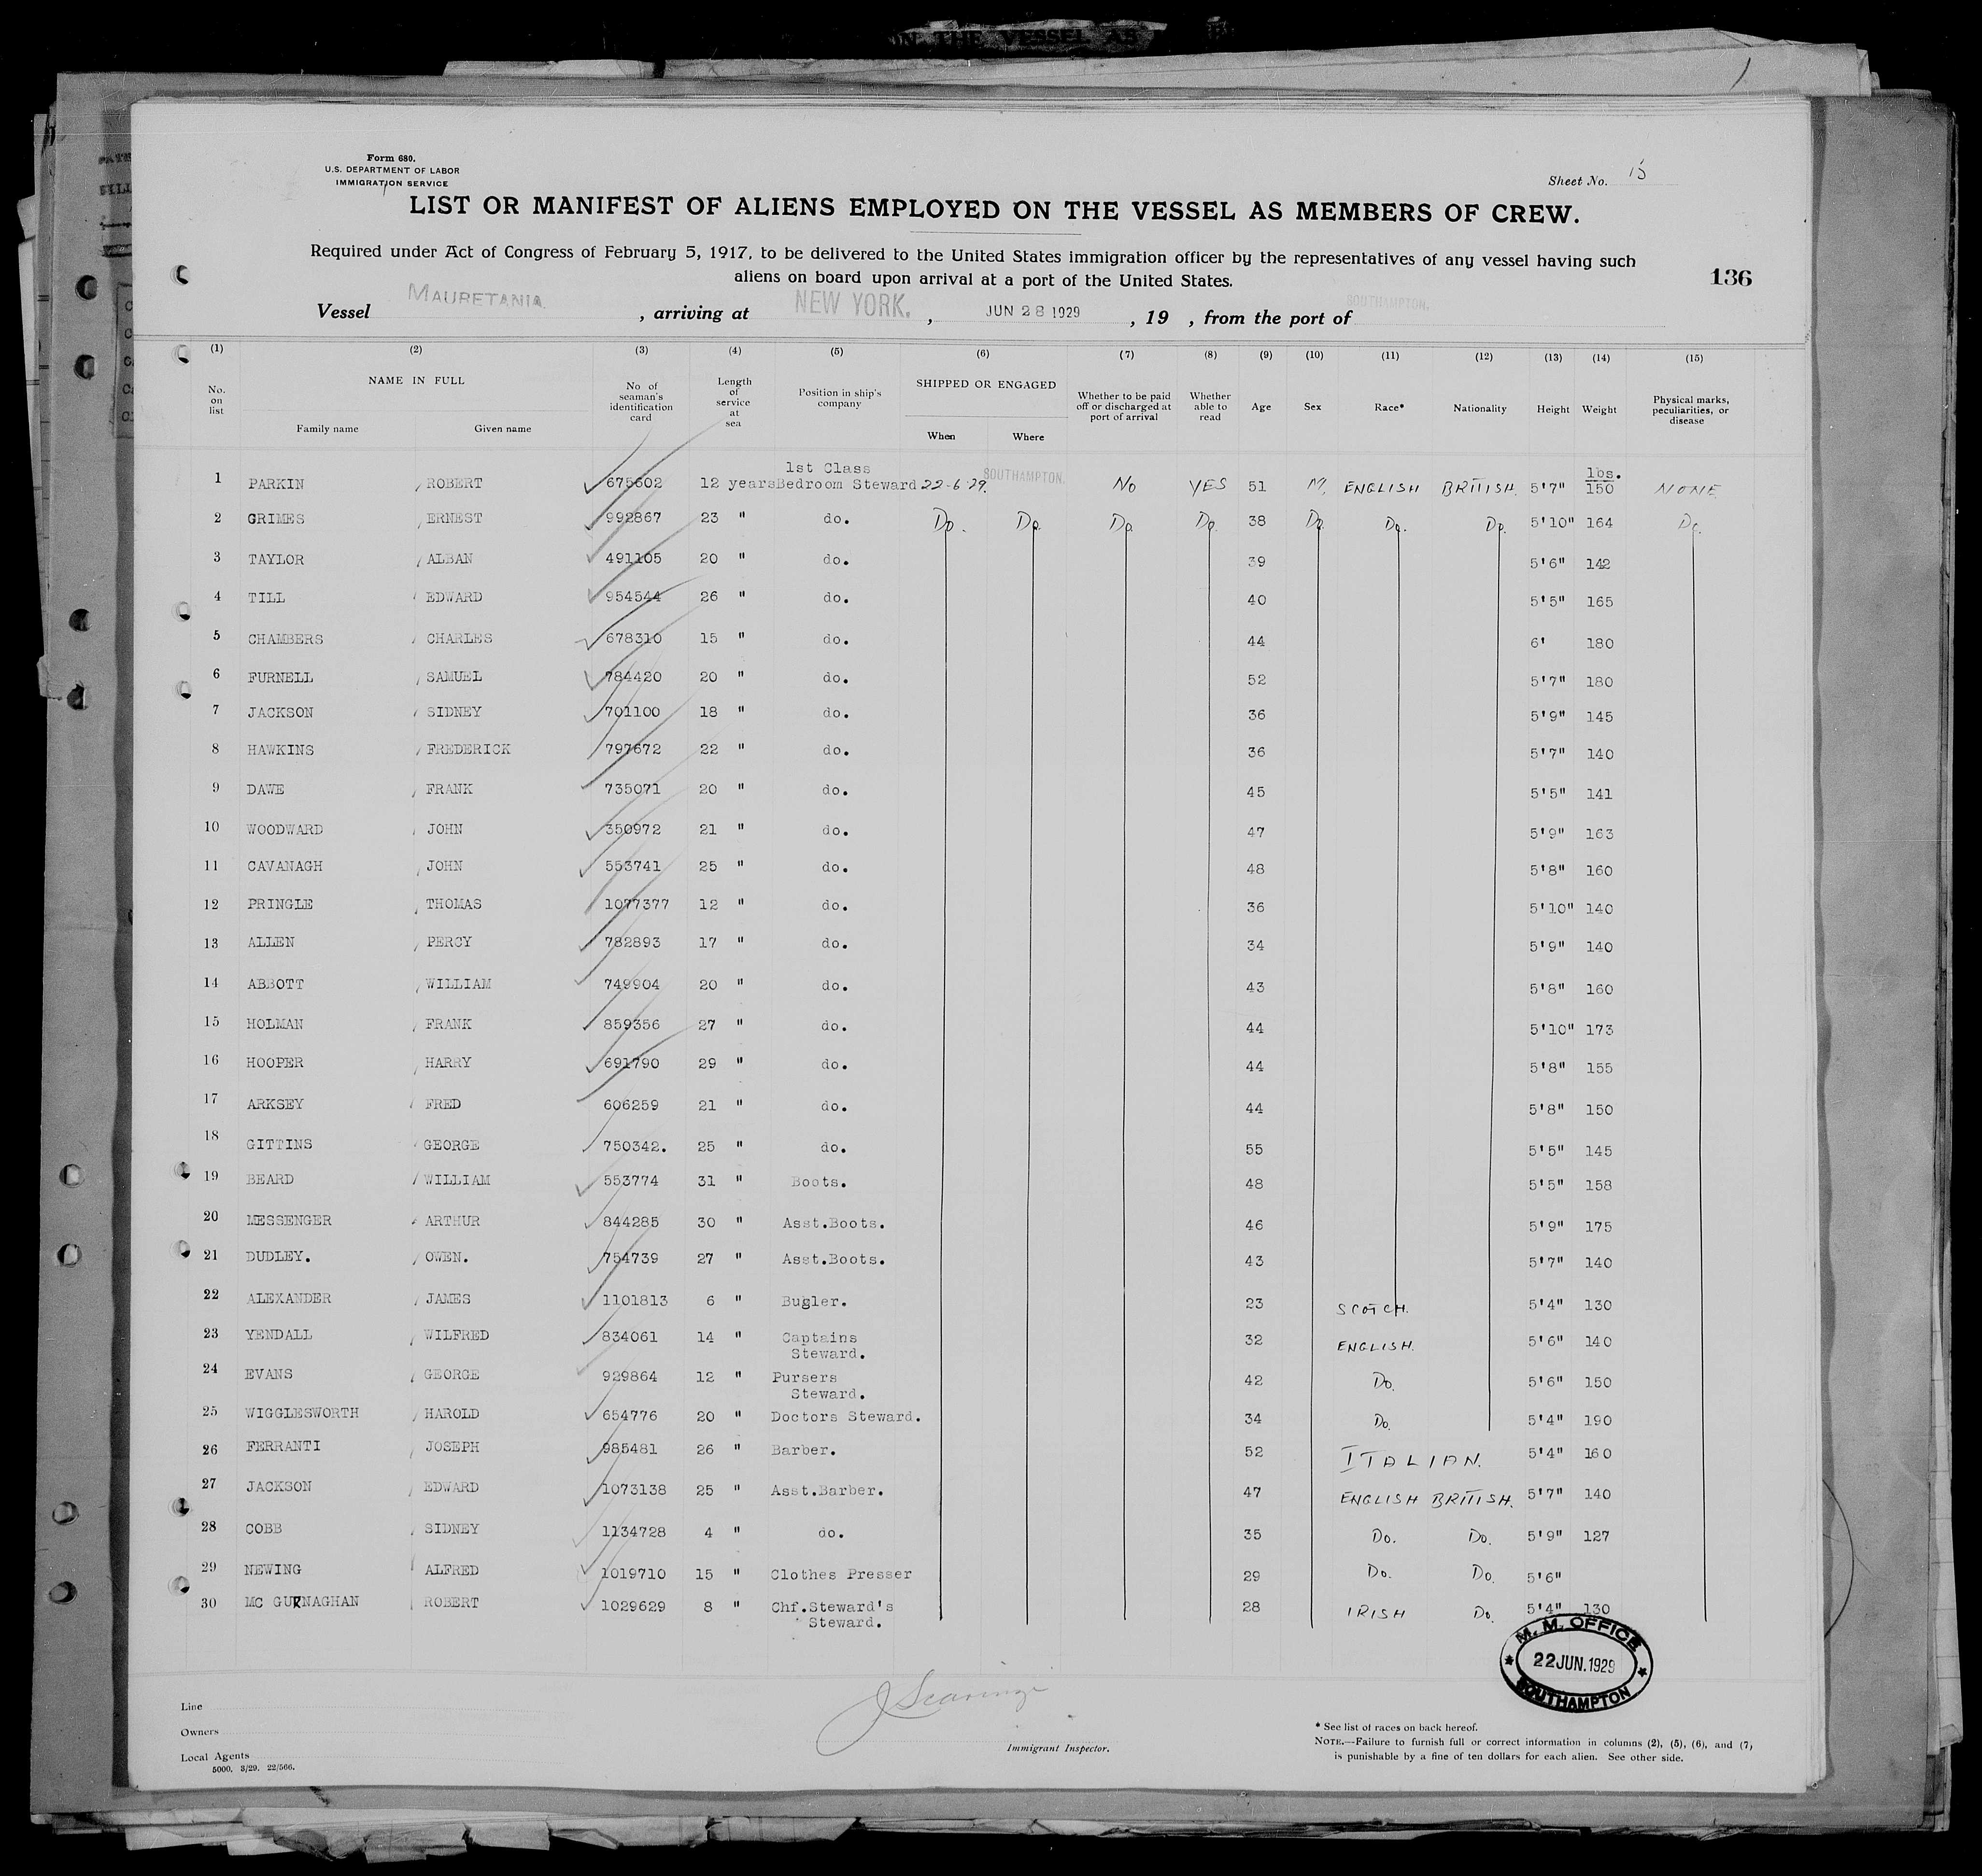 ON THE VESSEL AS
Form 680.
U.S. DEPARTMENT OF LABOR
IMMIGRATION SERVICE
Sheet No. 15
LIST OR MANIFEST OF ALIENS EMPLOYED ON THE VESSEL AS MEMBERS OF CREW.
Required under Act of Congress of February 5, 1917, to be delivered to the United States immigration officer by the representatives of any vessel having such
aliens on board upon arrival at a port of the United States.
136
Vessel MAURETANIA , arriving at NEW YORK. , JUN 28 1929 , 19 , from the port of SOUTHAMPTON.
(1) (2) (3) (4) (5) (6) (7) (8) (9) (10) (11) (12) (13) (14) (15)
No. on list NAME IN FULL Family name Given name No of seaman's identification card Length of service at sea Position in ship's company SHIPPED OR ENGAGED When Where Whether to be paid off or discharged at port of arrival Whether able to read Age Sex Race* Nationality Height Weight Physical marks, peculiarities, or disease
1 PARKIN ROBERT 675602 12 years 1st Class Bedroom Steward 22-6-29. SOUTHAMPTON. No YES 51 M. ENGLISH BRITISH. 5'7" lbs. 150 NONE.
2 GRIMES ERNEST 992867 23 " do. Do. Do. Do. Do. 38 Do. Do. Do. 5'10" 164 Do.
3 TAYLOR ALBAN 491105 20 " do. 39 5'6" 142
4 TILL EDWARD 954544 26 " do. 40 5'5" 165
5 CHAMBERS CHARLES 678310 15 " do. 44 6' 180
6 FURNELL SAMUEL 784420 20 " do. 52 5'7" 180
7 JACKSON SIDNEY 701100 18 " do. 36 5'9" 145
8 HAWKINS FREDERICK 797672 22 " do. 36 5'7" 140
9 DAWE FRANK 735071 20 " do. 45 5'5" 141
10 WOODWARD JOHN 350972 21 " do. 47 5'9" 163
11 CAVANAGH JOHN 553741 25 " do. 48 5'8" 160
12 PRINGLE THOMAS 1077377 12 " do. 36 5'10" 140
13 ALLEN PERCY 782893 17 " do. 34 5'9" 140
14 ABBOTT WILLIAM 749904 20 " do. 43 5'8" 160
15 HOLMAN FRANK 859356 27 " do. 44 5'10" 173
16 HOOPER HARRY 691790 29 " do. 44 5'8" 155
17 ARKSEY FRED 606259 21 " do. 44 5'8" 150
18 GITTINS GEORGE 750342. 25 " do. 55 5'5" 145
19 BEARD WILLIAM 553774 31 " Boots. 48 5'5" 158
20 MESSENGER ARTHUR 844285 30 " Asst.Boots. 46 5'9" 175
21 DUDLEY. OWEN. 754739 27 " Asst.Boots. 43 5'7" 140
22 ALEXANDER JAMES 1101813 6 " Bugler. 23 SCOTCH. 5'4" 130
23 YENDALL WILFRED 834061 14 " Captains Steward. 32 ENGLISH. 5'6" 140
24 EVANS GEORGE 929864 12 " Pursers Steward. 42 Do. 5'6" 150
25 WIGGLESWORTH HAROLD 654776 20 " Doctors Steward. 34 Do. 5'4" 190
26 FERRANTI JOSEPH 985481 26 " Barber. 52 ITALIAN. 5'4" 160
27 JACKSON EDWARD 1073138 25 " Asst.Barber. 47 ENGLISH BRITISH. 5'7" 140
28 COBB SIDNEY 1134728 4 " do. 35 Do. Do. 5'9" 127
29 NEWING ALFRED 1019710 15 " Clothes Presser 29 Do. Do. 5'6"
30 MC GURNAGHAN ROBERT 1029629 8 " Chf.Steward's Steward. 28 IRISH Do. 5'4" 130
M. M. OFFICE
22 JUN. 1929
SOUTHAMPTON
Line
Owners
Local Agents
5000. 3/29. 22/566.
Immigrant Inspector.
* See list of races on back hereof.
NOTE.—Failure to furnish full or correct information in columns (2), (5), (6), and (7)
is punishable by a fine of ten dollars for each alien. See other side.